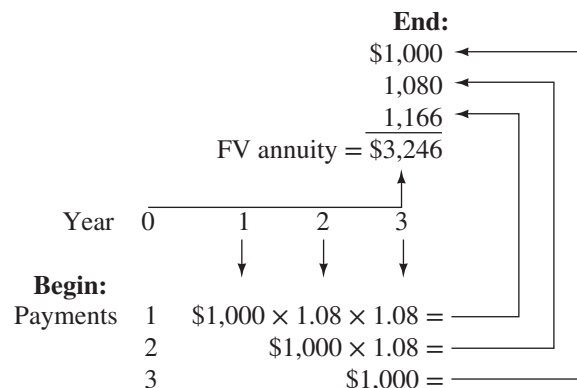 End:
$1,000
1,080
1,166
FV annuity = $3,246
Year 0 1 2 3
Begin:
Payments 1 $1,000 × 1.08 × 1.08 =
2 $1,000 × 1.08 =
3 $1,000 =